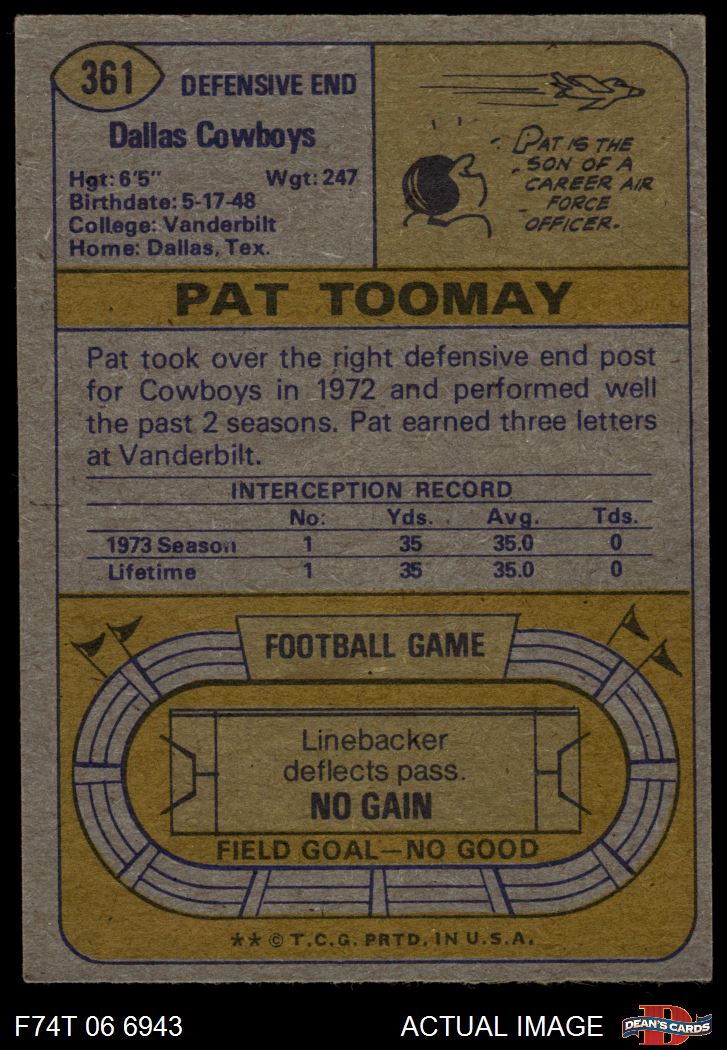 361
DEFENSIVE END
Dallas Cowboys
Hgt: 6'5" Wgt: 247
Birthdate: 5-17-48
College: Vanderbilt
Home: Dallas, Tex.
PAT IS THE
SON OF A
CAREER AIR
FORCE
OFFICER.
PAT TOOMAY
Pat took over the right defensive end post
for Cowboys in 1972 and performed well
the past 2 seasons. Pat earned three letters
at Vanderbilt.
INTERCEPTION RECORD
No: Yds. Avg. Tds.
1973 Season 1 35 35.0 0
Lifetime 1 35 35.0 0
FOOTBALL GAME
Linebacker
deflects pass.
NO GAIN
FIELD GOAL—NO GOOD
** © T.C.G. PRTD. IN U.S.A.
F74T 06 6943 ACTUAL IMAGE
D
DEAN'S CARDS